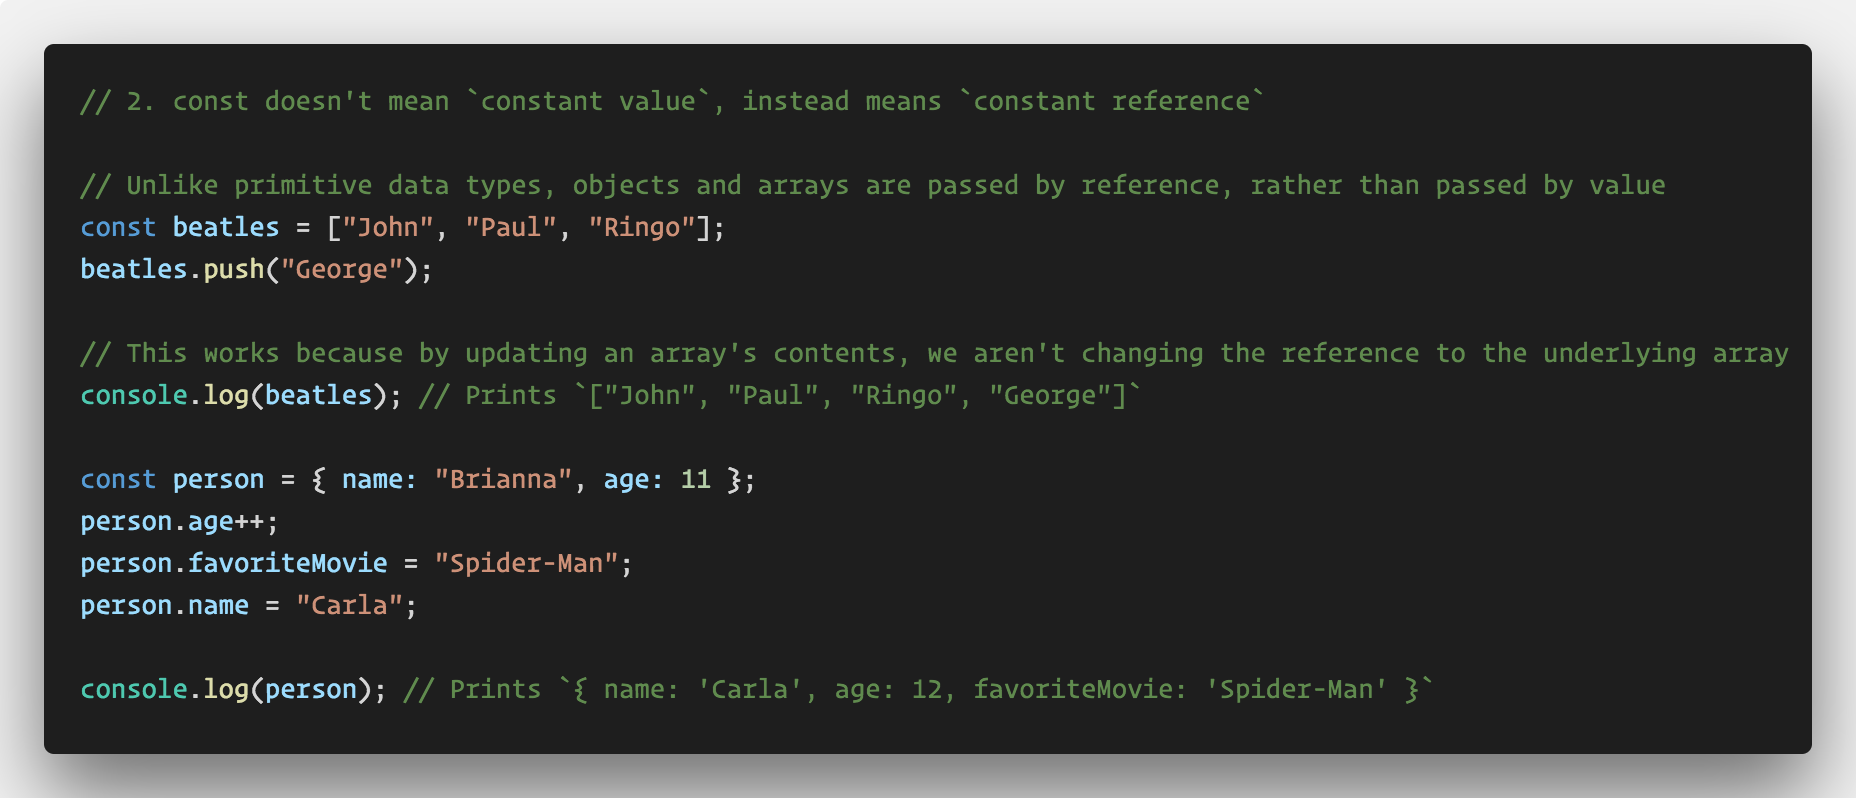 // 2. const doesn't mean `constant value`, instead means `constant reference`
// Unlike primitive data types, objects and arrays are passed by reference, rather than passed by value
const beatles = ["John", "Paul", "Ringo"];
beatles.push("George");
// This works because by updating an array's contents, we aren't changing the reference to the underlying array
console.log(beatles); // Prints `["John", "Paul", "Ringo", "George"]`
const person = { name: "Brianna", age: 11 };
person.age++;
person.favoriteMovie = "Spider-Man";
person.name = "Carla";
console.log(person); // Prints `{ name: 'Carla', age: 12, favoriteMovie: 'Spider-Man' }`